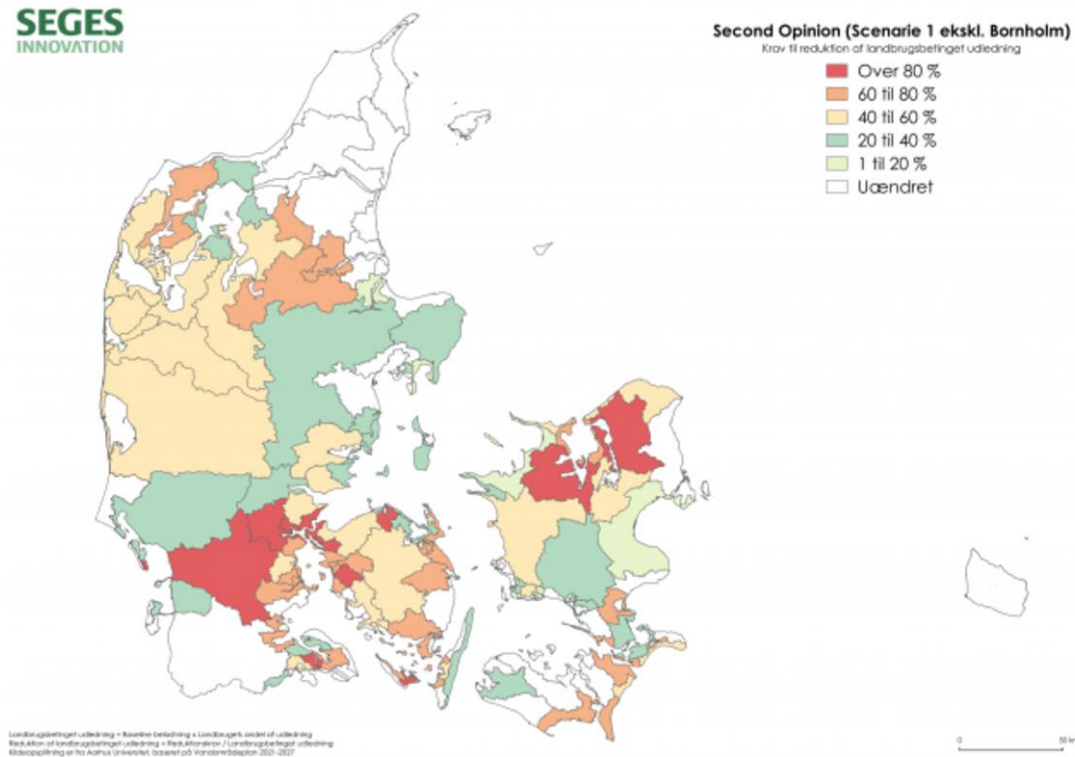 SEGES
INNOVATION
Second Opinion (Scenarie 1 ekskl. Bornholm)
Krav til reduktion af landbrugsbetinget udledning
Over 80 %
60 til 80 %
40 til 60 %
20 til 40 %
1 til 20 %
Uændret
Landbrugsbetinget udledning = Baseline belastning x Landbrugets andel af udledning
Reduktion af landbrugsbetinget udledning = Reduktionskrav / Landbrugsbetinget udledning
Kildeopsplitning er fra Aarhus Universitet, baseret på Vandområdeplan 2021-2027
0 50 km